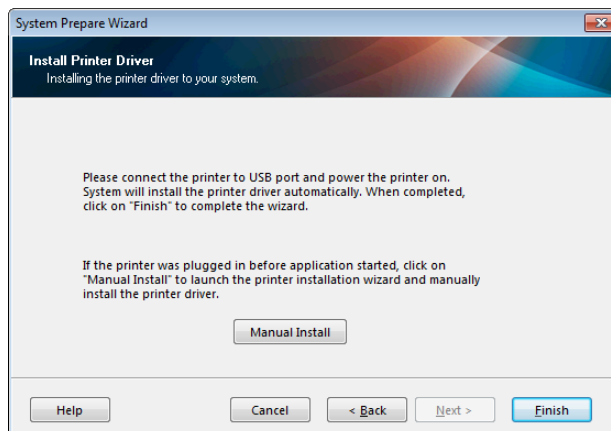 System Prepare Wizard
Install Printer Driver
Installing the printer driver to your system.
Please connect the printer to USB port and power the printer on.
System will install the printer driver automatically. When completed,
click on "Finish" to complete the wizard.
If the printer was plugged in before application started, click on
"Manual Install" to launch the printer installation wizard and manually
install the printer driver.
Manual Install
Help Cancel < Back Next > Finish